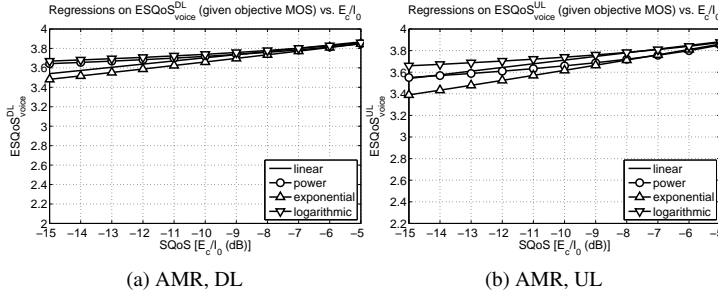 Regressions on ESQoS^DL_voice (given objective MOS) vs. E_c/I_0
4
3.8
3.6
3.4
3.2
3
2.8
2.6
2.4
2.2
2
ESQoS^DL_voice
linear
power
exponential
logarithmic
−15 −14 −13 −12 −11 −10 −9 −8 −7 −6 −5
SQoS [E_c/I_0 (dB)]
(a) AMR, DL
Regressions on ESQoS^UL_voice (given objective MOS) vs. E_c/I_0
4
3.8
3.6
3.4
3.2
3
2.8
2.6
2.4
2.2
ESQoS^UL_voice
linear
power
exponential
logarithmic
−15 −14 −13 −12 −11 −10 −9 −8 −7 −6 −5
SQoS [E_c/I_0 (dB)]
(b) AMR, UL